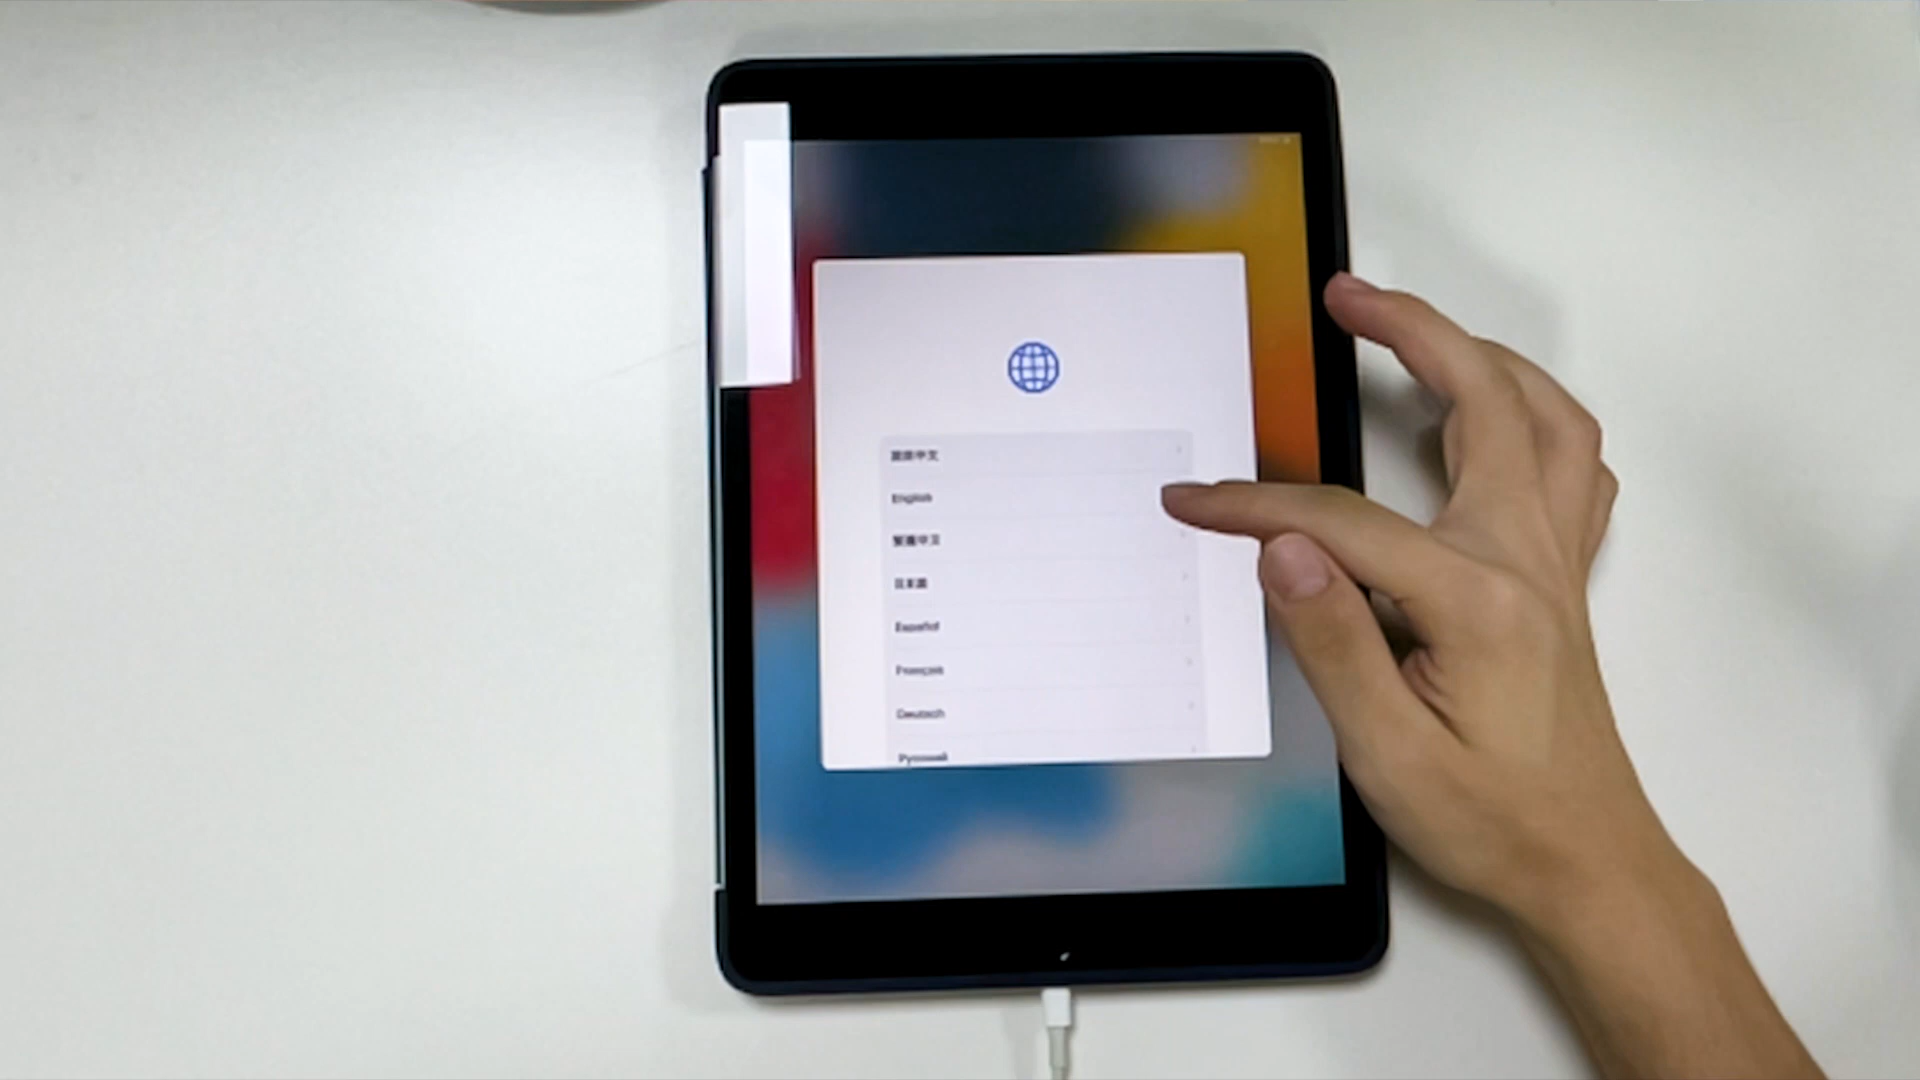 简体中文
English
繁體中文
日本語
Español
Français
Deutsch
Русский